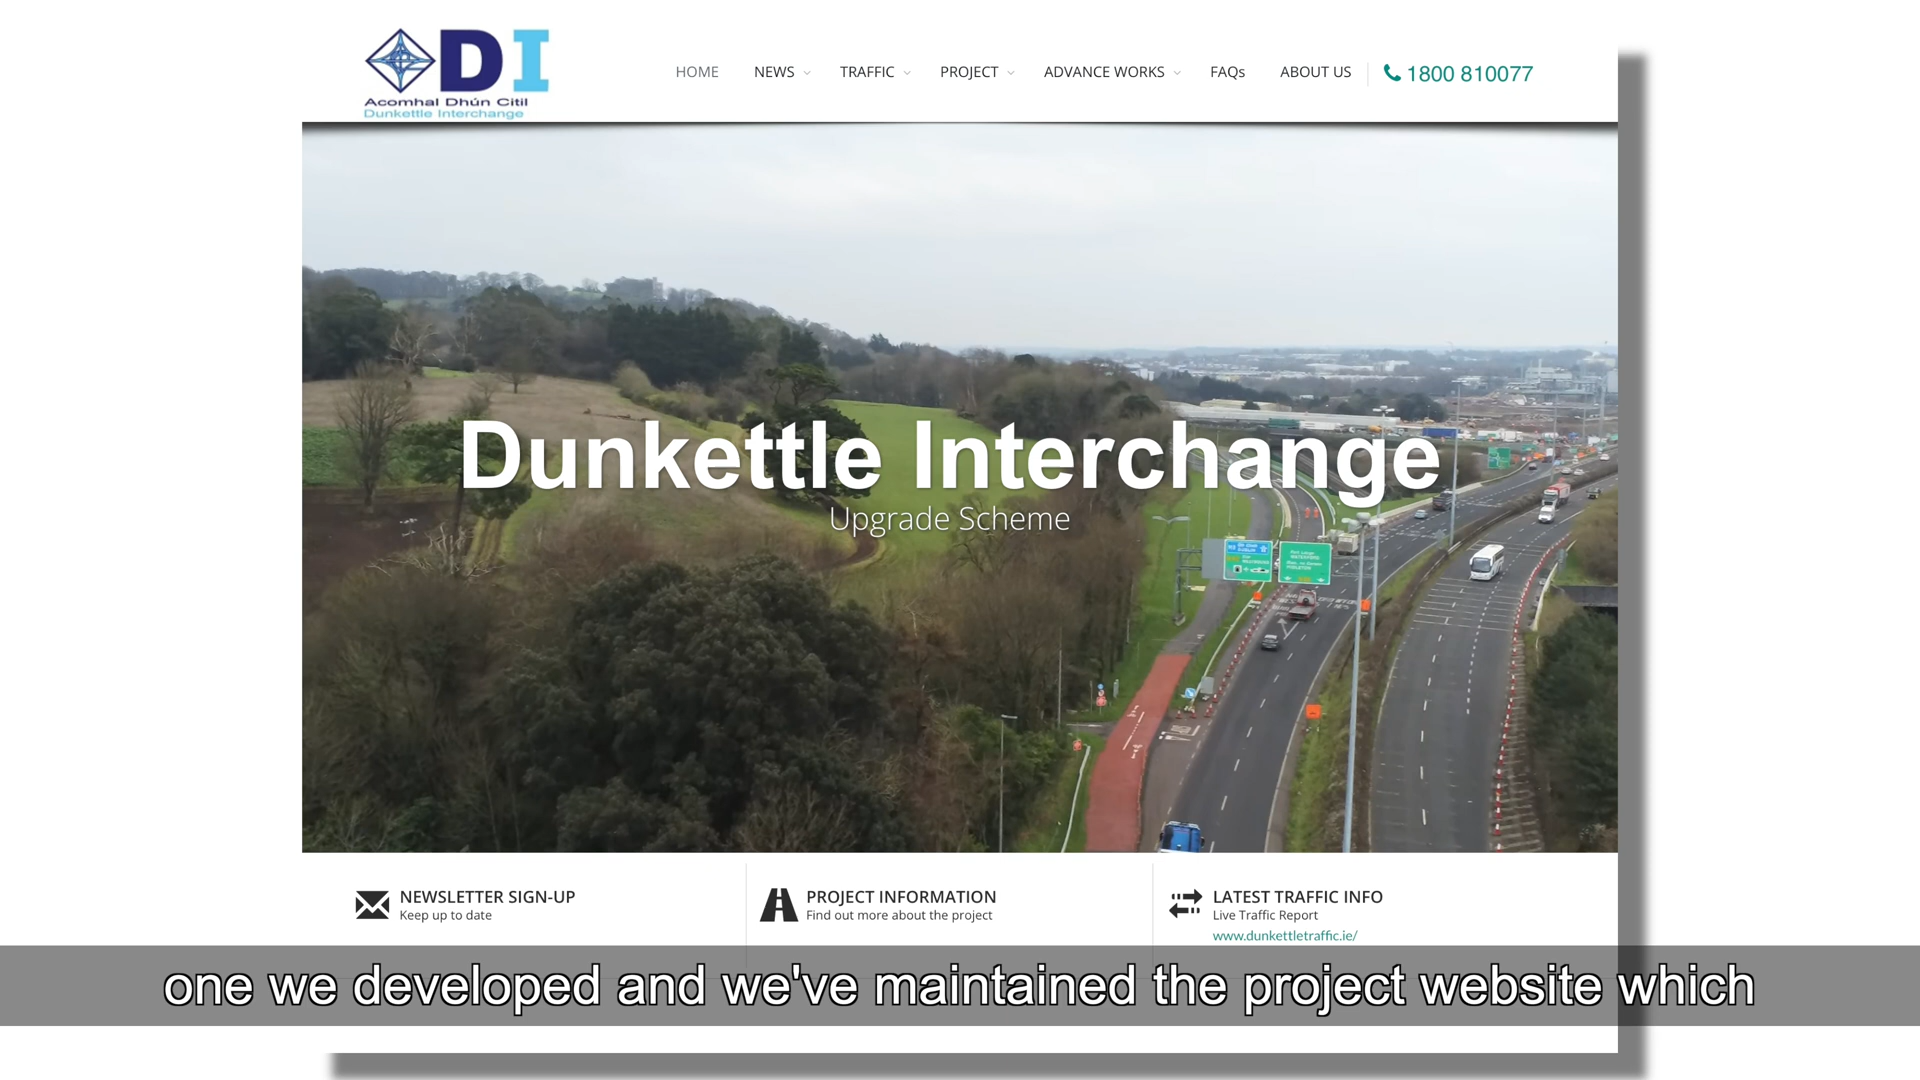 DI
Acomhal Dhún Citil
Dunkettle Interchange
HOME NEWS TRAFFIC PROJECT ADVANCE WORKS FAQs ABOUT US 1800 810077
Dunkettle Interchange
Upgrade Scheme
NEWSLETTER SIGN-UP
Keep up to date
PROJECT INFORMATION
Find out more about the project
LATEST TRAFFIC INFO
Live Traffic Report
www.dunkettletraffic.ie/
one we developed and we've maintained the project website which